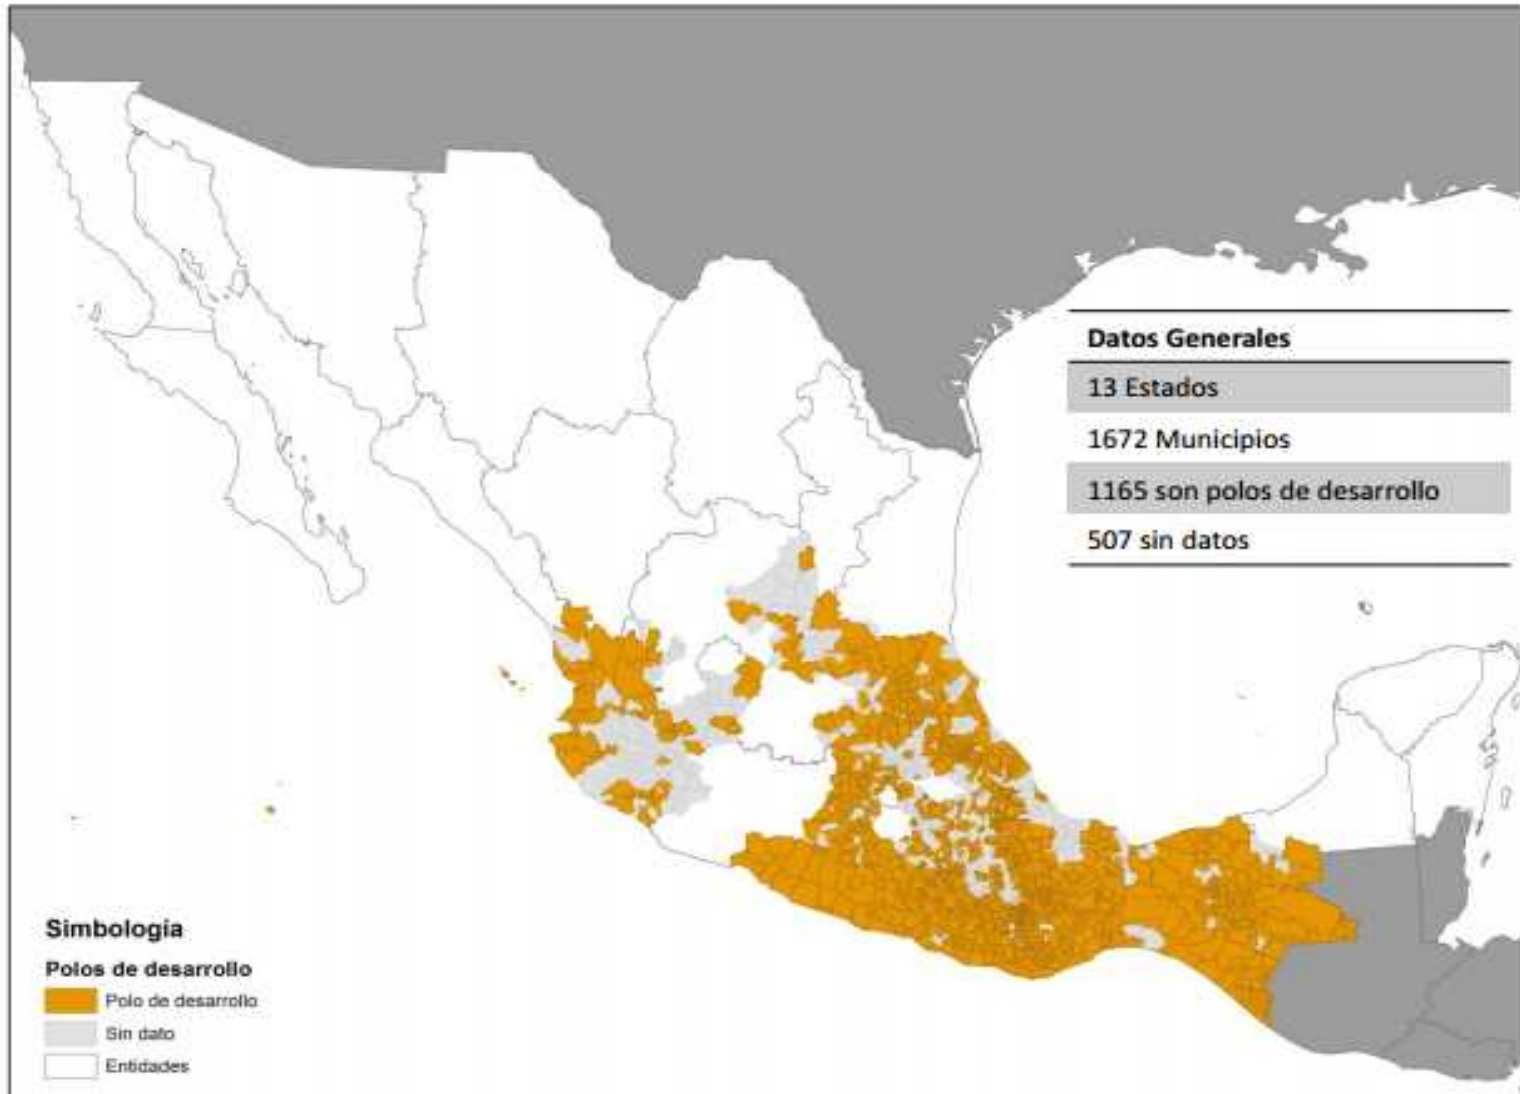 Datos Generales
13 Estados
1672 Municipios
1165 son polos de desarrollo
507 sin datos
Simbología
Polos de desarrollo
Polo de desarrollo
Sin dato
Entidades